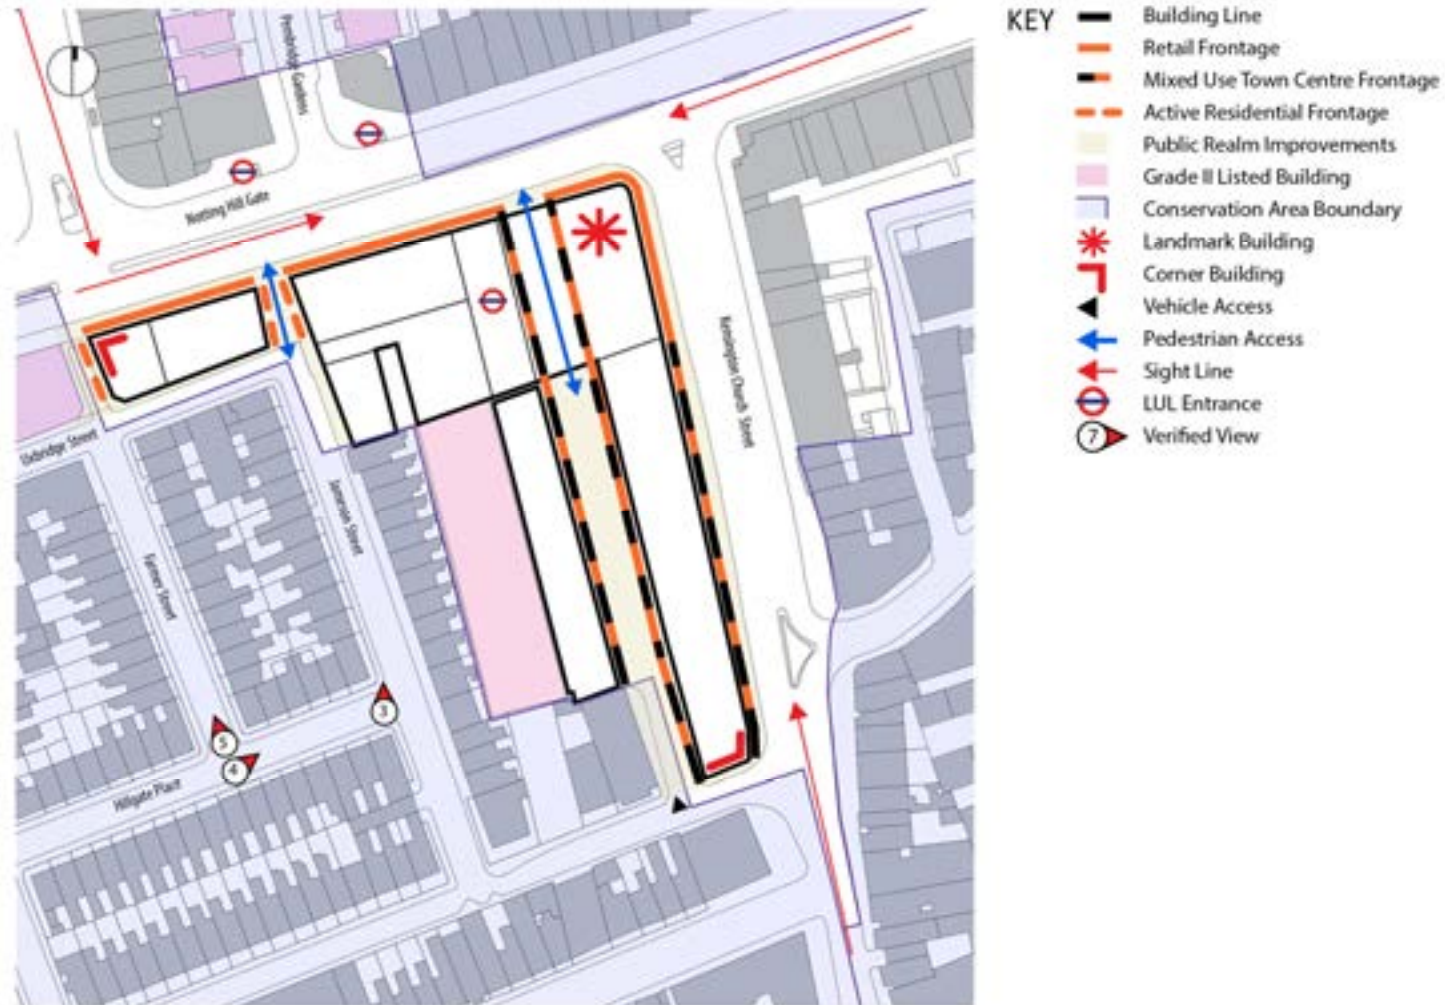 KEY
Building Line
Retail Frontage
Mixed Use Town Centre Frontage
Active Residential Frontage
Public Realm Improvements
Grade II Listed Building
Conservation Area Boundary
Landmark Building
Corner Building
Vehicle Access
Pedestrian Access
Sight Line
LUL Entrance
7 Verified View
Pembridge Gardens
Notting Hill Gate
Kensington Church Street
Uxbridge Street
Jameson Street
Farmer Street
Hillgate Place
3
5
4